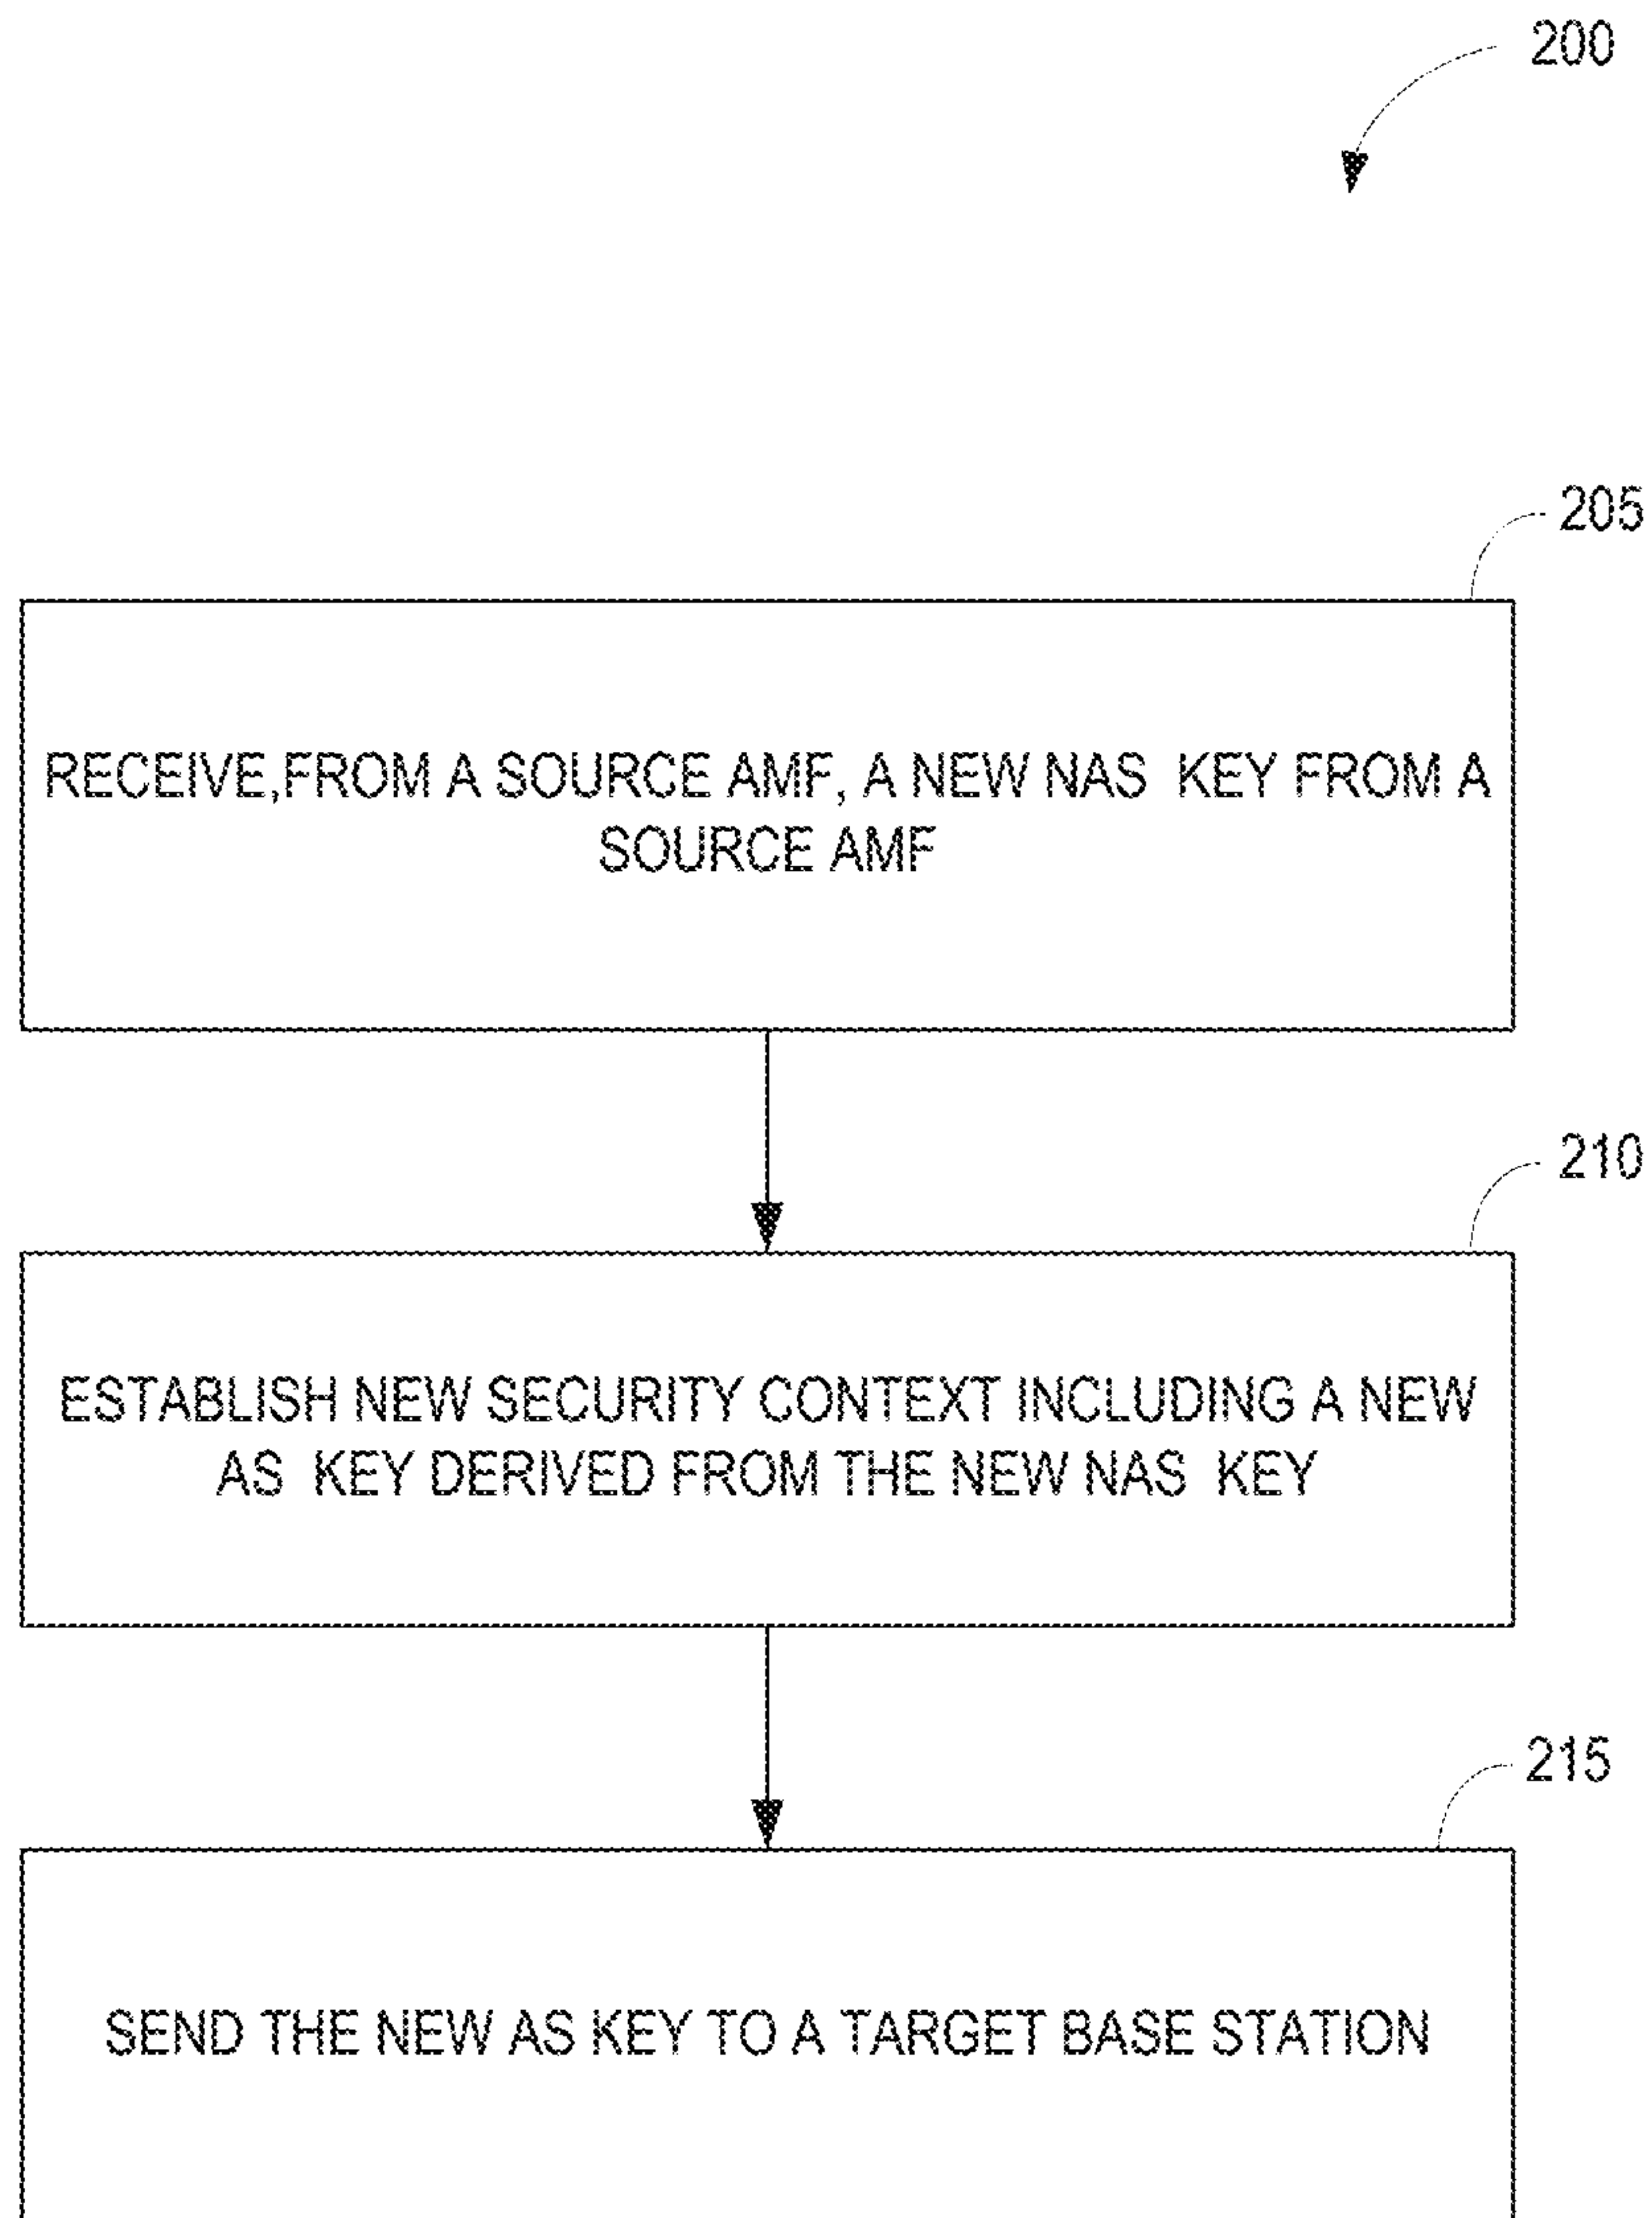 200
205
RECEIVE,FROM A SOURCE AMF, A NEW NAS KEY FROM A
SOURCE AMF
210
ESTABLISH NEW SECURITY CONTEXT INCLUDING A NEW
AS KEY DERIVED FROM THE NEW NAS KEY
215
SEND THE NEW AS KEY TO A TARGET BASE STATION